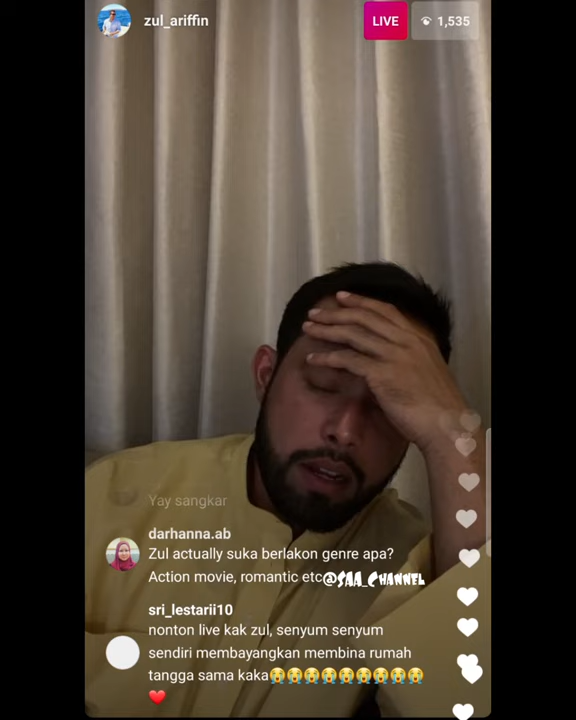 zul_ariffin
LIVE
1,535
Yay sangkar
darhanna.ab
Zul actually suka berlakon genre apa?
Action movie, romantic etc@SAA_CHANNEL
sri_lestarii10
nonton live kak zul, senyum senyum
sendiri membayangkan membina rumah
tangga sama kaka😭😭😭😭😭😭😭😭😭
❤️